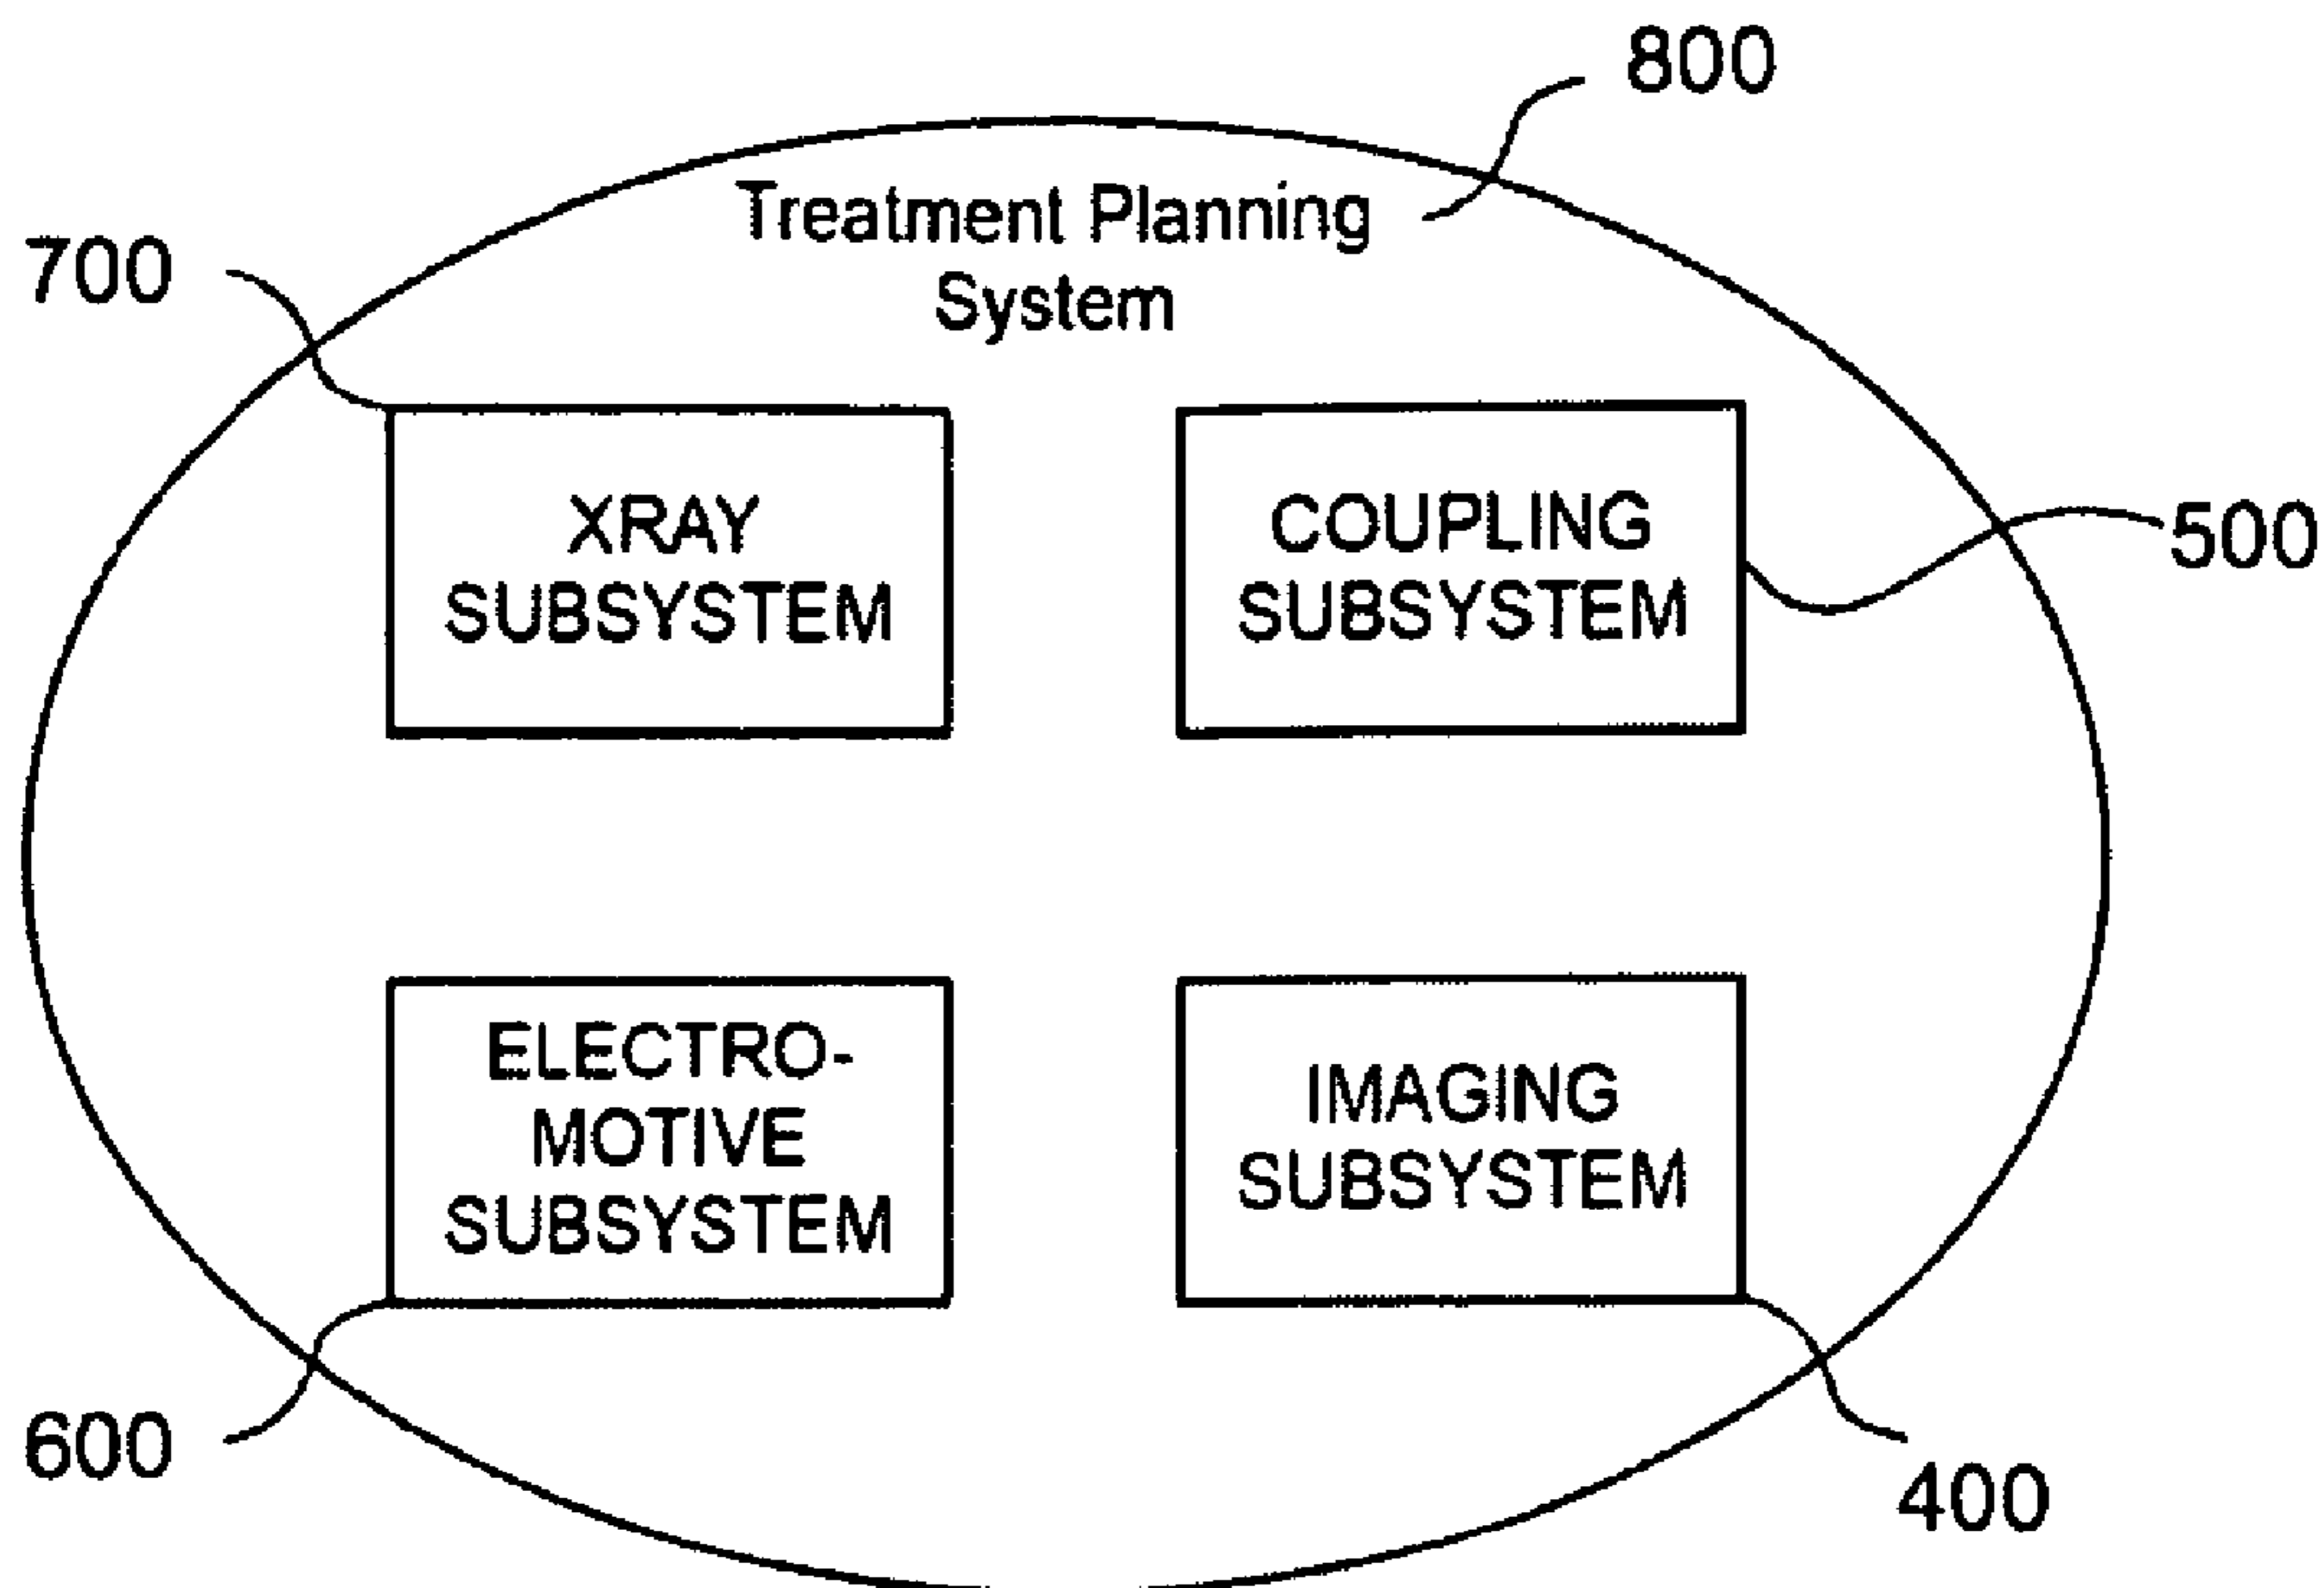 800
Treatment Planning
System
700
XRAY
SUBSYSTEM
COUPLING
SUBSYSTEM
500
ELECTRO-
MOTIVE
SUBSYSTEM
IMAGING
SUBSYSTEM
600
400